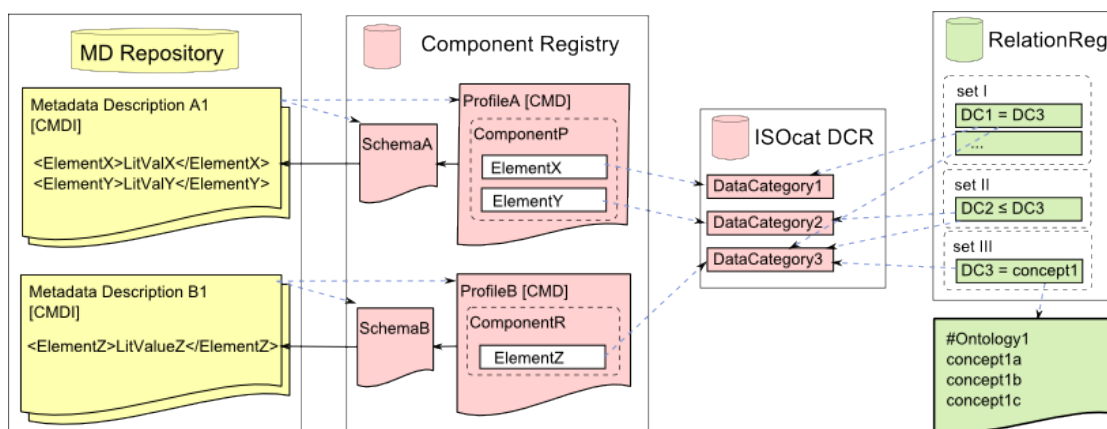 MD Repository
Metadata Description A1
[CMDI]
<ElementX>LitValX</ElementX>
<ElementY>LitValY</ElementY>
Metadata Description B1
[CMDI]
<ElementZ>LitValueZ</ElementZ>
Component Registry
SchemaA
ProfileA [CMD]
ComponentP
ElementX
ElementY
SchemaB
ProfileB [CMD]
ComponentR
ElementZ
ISOcat DCR
DataCategory1
DataCategory2
DataCategory3
RelationReg
set I
DC1 = DC3
...
set II
DC2 ≤ DC3
set III
DC3 = concept1
#Ontology1
concept1a
concept1b
concept1c